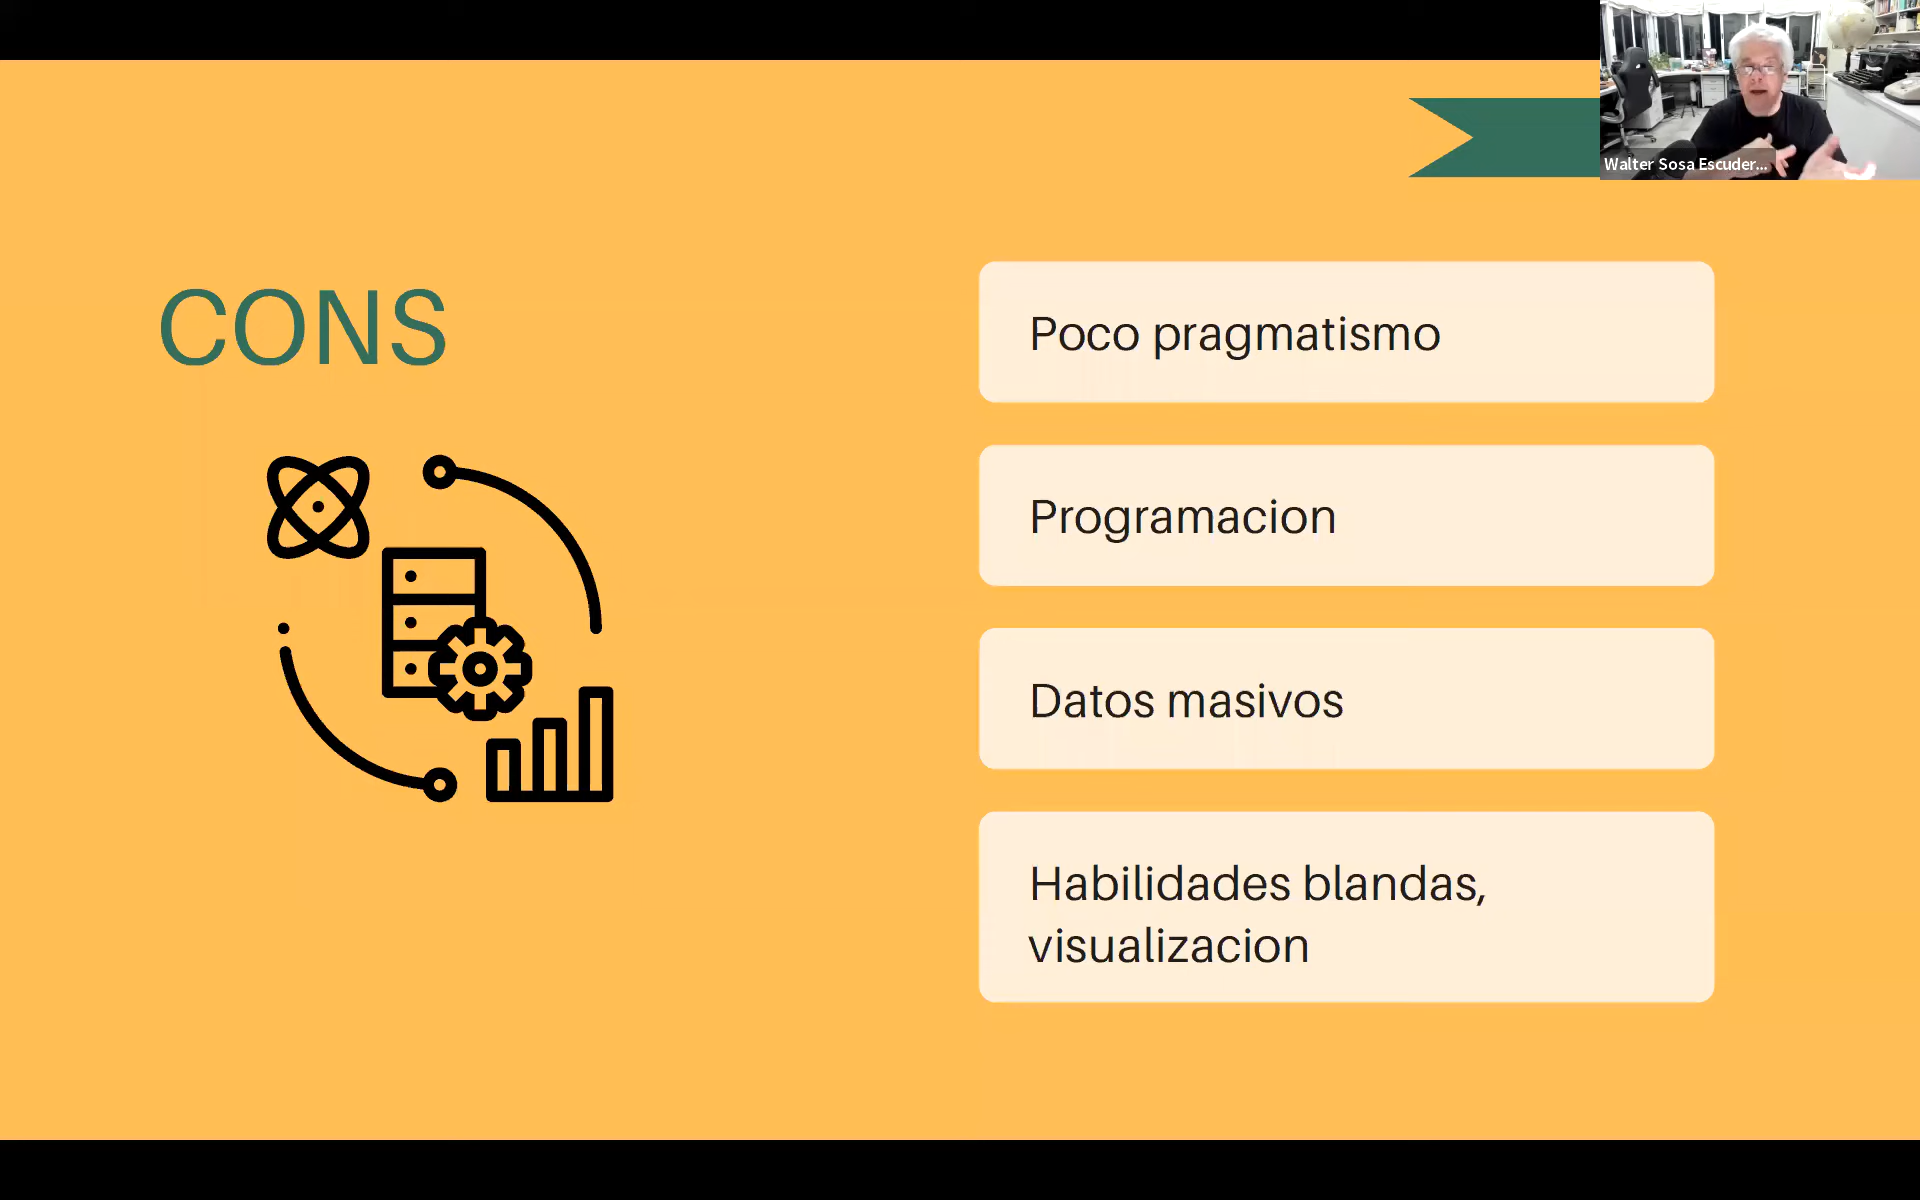 Walter Sosa Escuder...
CONS
Poco pragmatismo
Programacion
Datos masivos
Habilidades blandas,
visualizacion